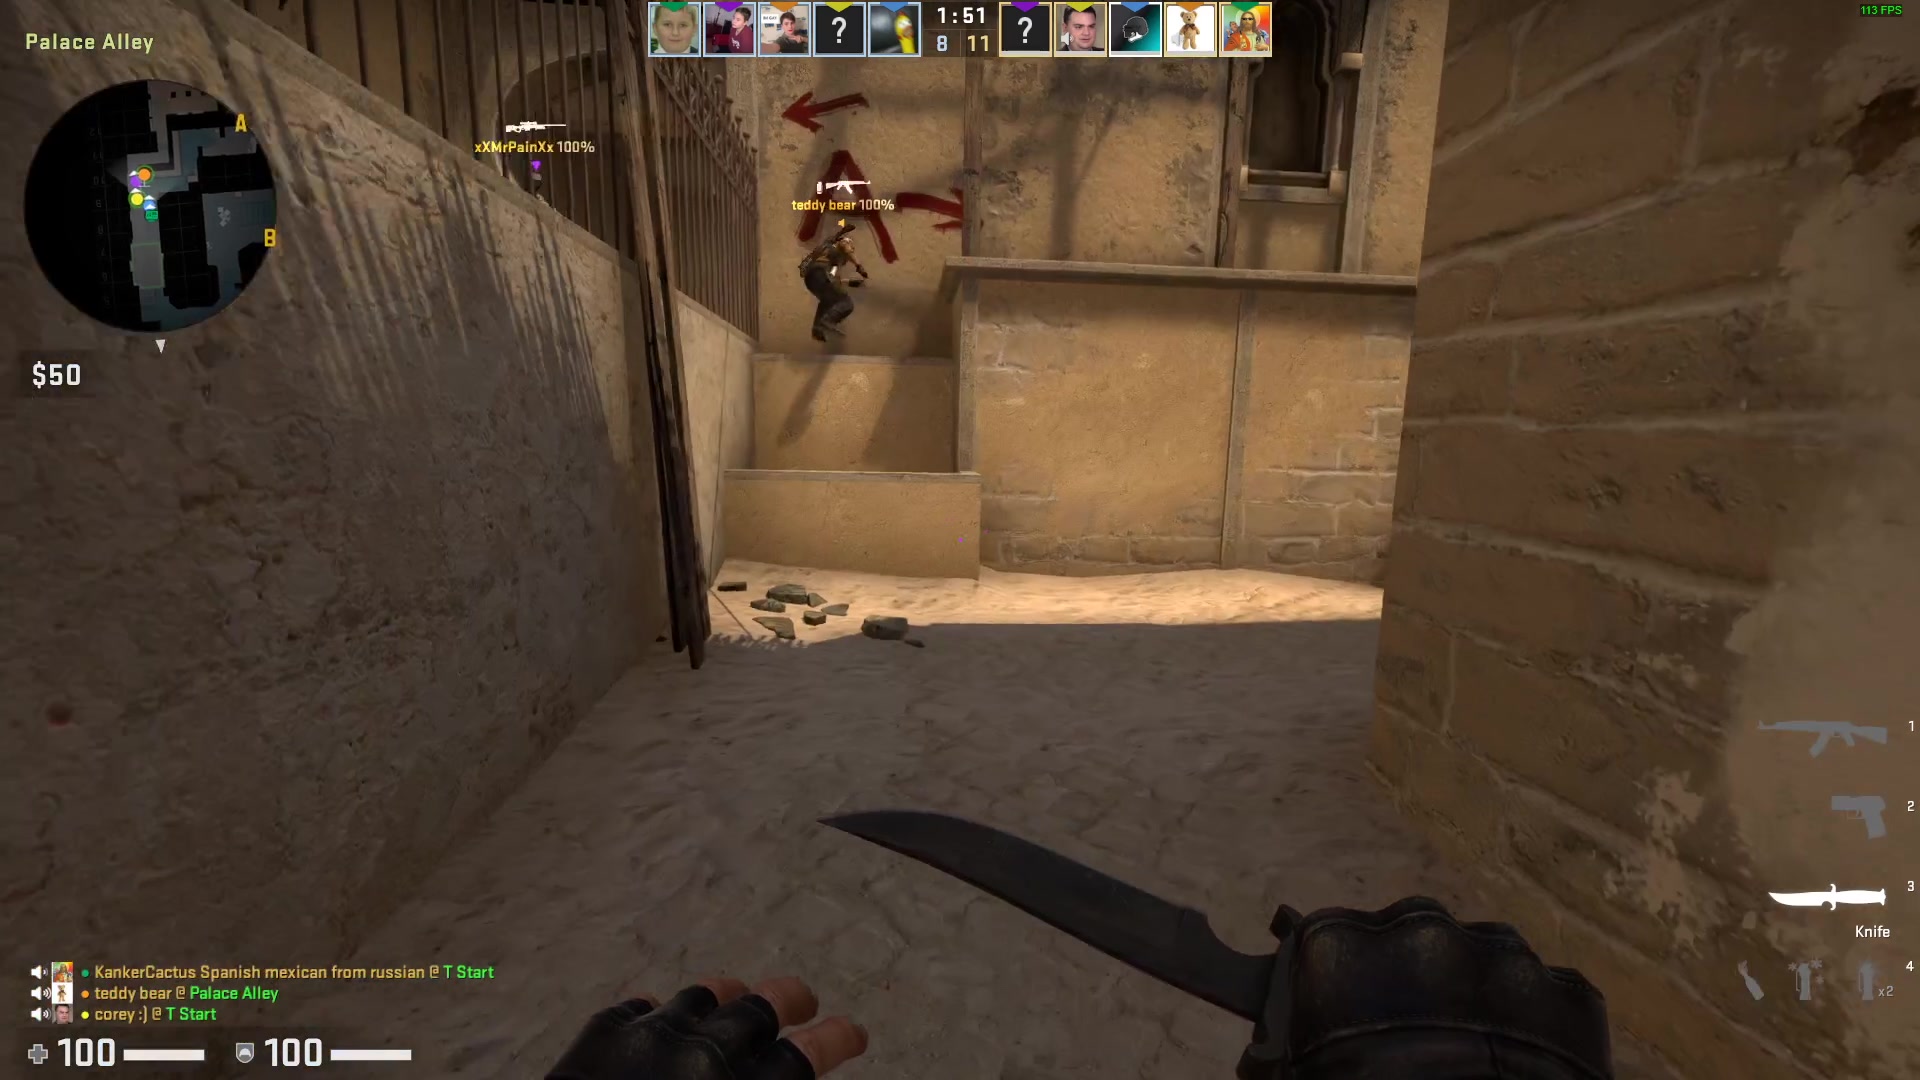 113 FPS
1:51
8 11
? ?
Palace Alley
A
B
xXMrPainXx 100%
A
teddy bear 100%
$50
1
2
3
Knife
4
x2
KankerCactus Spanish mexican from russian @ T Start
teddy bear @ Palace Alley
corey :) @ T Start
100 100